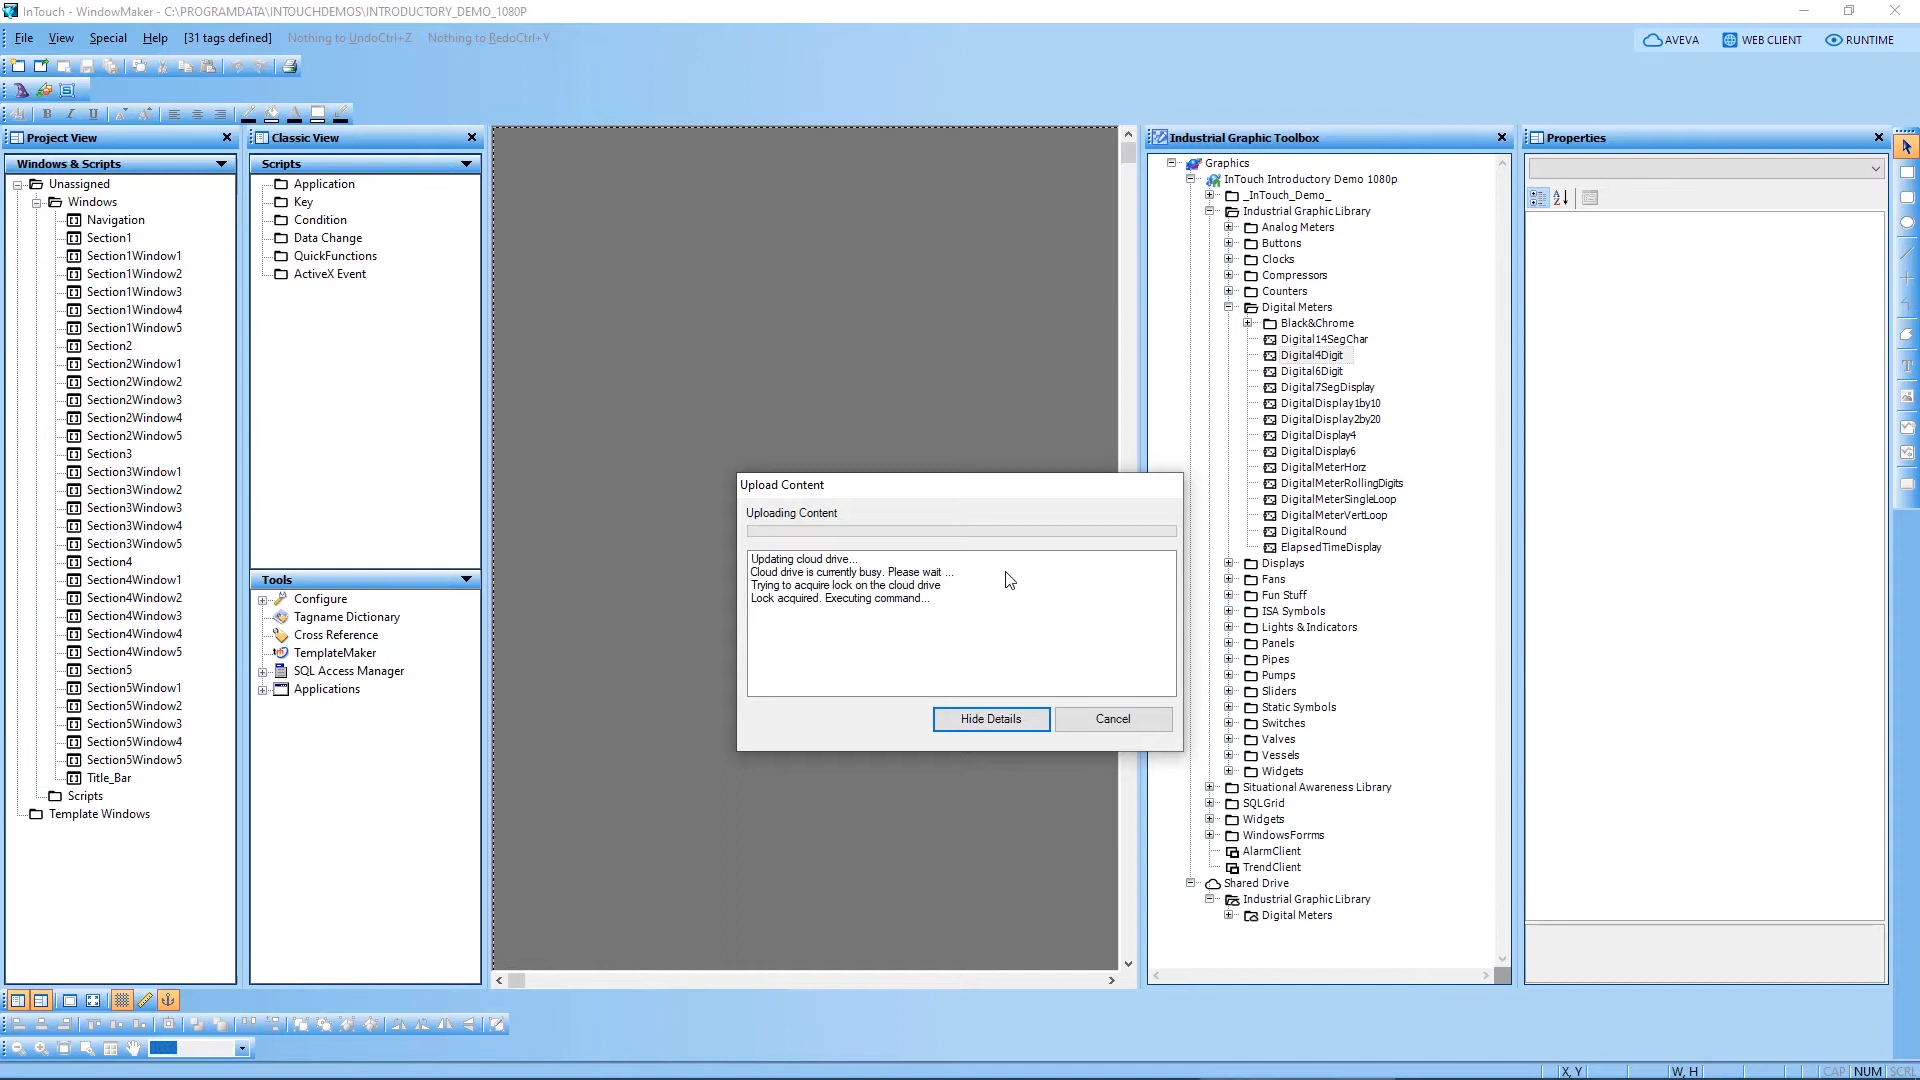 InTouch - WindowMaker - C:\PROGRAMDATA\INTOUCHDEMOS\INTRODUCTORY_DEMO_1080P
File View Special Help [31 tags defined] Nothing to UndoCtrl+Z Nothing to RedoCtrl+Y
AVEVA WEB CLIENT RUNTIME
Project View
Windows & Scripts
Unassigned
Windows
Navigation
Section1
Section1Window1
Section1Window2
Section1Window3
Section1Window4
Section1Window5
Section2
Section2Window1
Section2Window2
Section2Window3
Section2Window4
Section2Window5
Section3
Section3Window1
Section3Window2
Section3Window3
Section3Window4
Section3Window5
Section4
Section4Window1
Section4Window2
Section4Window3
Section4Window4
Section4Window5
Section5
Section5Window1
Section5Window2
Section5Window3
Section5Window4
Section5Window5
Title_Bar
Scripts
Template Windows
Classic View
Scripts
Application
Key
Condition
Data Change
QuickFunctions
ActiveX Event
Tools
Configure
Tagname Dictionary
Cross Reference
TemplateMaker
SQL Access Manager
Applications
Upload Content
Uploading Content
Updating cloud drive...
Cloud drive is currently busy. Please wait ...
Trying to acquire lock on the cloud drive
Lock acquired. Executing command...
Hide Details
Cancel
Industrial Graphic Toolbox
Graphics
InTouch Introductory Demo 1080p
_InTouch_Demo_
Industrial Graphic Library
Analog Meters
Buttons
Clocks
Compressors
Counters
Digital Meters
Black&Chrome
Digital14SegChar
Digital4Digit
Digital6Digit
Digital7SegDisplay
DigitalDisplay1by10
DigitalDisplay2by20
DigitalDisplay4
DigitalDisplay6
DigitalMeterHorz
DigitalMeterRollingDigits
DigitalMeterSingleLoop
DigitalMeterVertLoop
DigitalRound
ElapsedTimeDisplay
Displays
Fans
Fun Stuff
ISA Symbols
Lights & Indicators
Panels
Pipes
Pumps
Sliders
Static Symbols
Switches
Valves
Vessels
Widgets
Situational Awareness Library
SQLGrid
Widgets
WindowsForrms
AlarmClient
TrendClient
Shared Drive
Industrial Graphic Library
Digital Meters
Properties
X, Y W, H CAP NUM SCRL